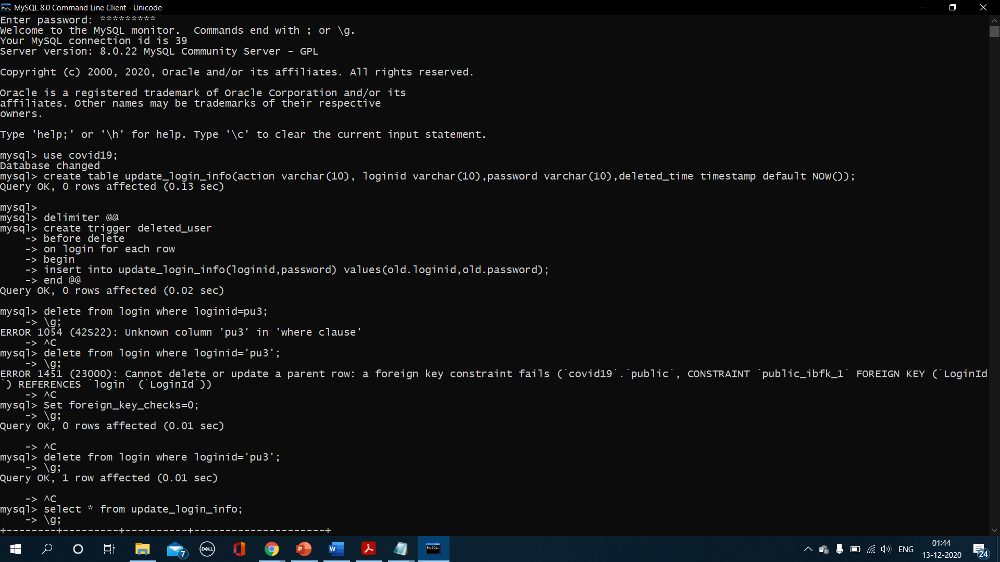 MySQL 8.0 Command Line Client - Unicode
Enter password: *********
Welcome to the MySQL monitor.  Commands end with ; or \g.
Your MySQL connection id is 39
Server version: 8.0.22 MySQL Community Server - GPL
Copyright (c) 2000, 2020, Oracle and/or its affiliates. All rights reserved.
Oracle is a registered trademark of Oracle Corporation and/or its
affiliates. Other names may be trademarks of their respective
owners.
Type 'help;' or '\h' for help. Type '\c' to clear the current input statement.
mysql> use covid19;
Database changed
mysql> create table update_login_info(action varchar(10), loginid varchar(10),password varchar(10),deleted_time timestamp default NOW());
Query OK, 0 rows affected (0.13 sec)
mysql>
mysql> delimiter @@
mysql> create trigger deleted_user
    -> before delete
    -> on login for each row
    -> begin
    -> insert into update_login_info(loginid,password) values(old.loginid,old.password);
    -> end @@
Query OK, 0 rows affected (0.02 sec)
mysql> delete from login where loginid=pu3;
    -> \g;
ERROR 1054 (42S22): Unknown column 'pu3' in 'where clause'
    -> ^C
mysql> delete from login where loginid='pu3';
    -> \g;
ERROR 1451 (23000): Cannot delete or update a parent row: a foreign key constraint fails (`covid19`.`public`, CONSTRAINT `public_ibfk_1` FOREIGN KEY (`LoginId
`) REFERENCES `login` (`LoginId`))
    -> ^C
mysql> Set foreign_key_checks=0;
    -> \g;
Query OK, 0 rows affected (0.01 sec)
    -> ^C
mysql> delete from login where loginid='pu3';
    -> \g;
Query OK, 1 row affected (0.01 sec)
    -> ^C
mysql> select * from update_login_info;
    -> \g;
+--------+---------+----------+---------------------+
7
DELL
P
W
MySQL
ENG
01:44
13-12-2020
24